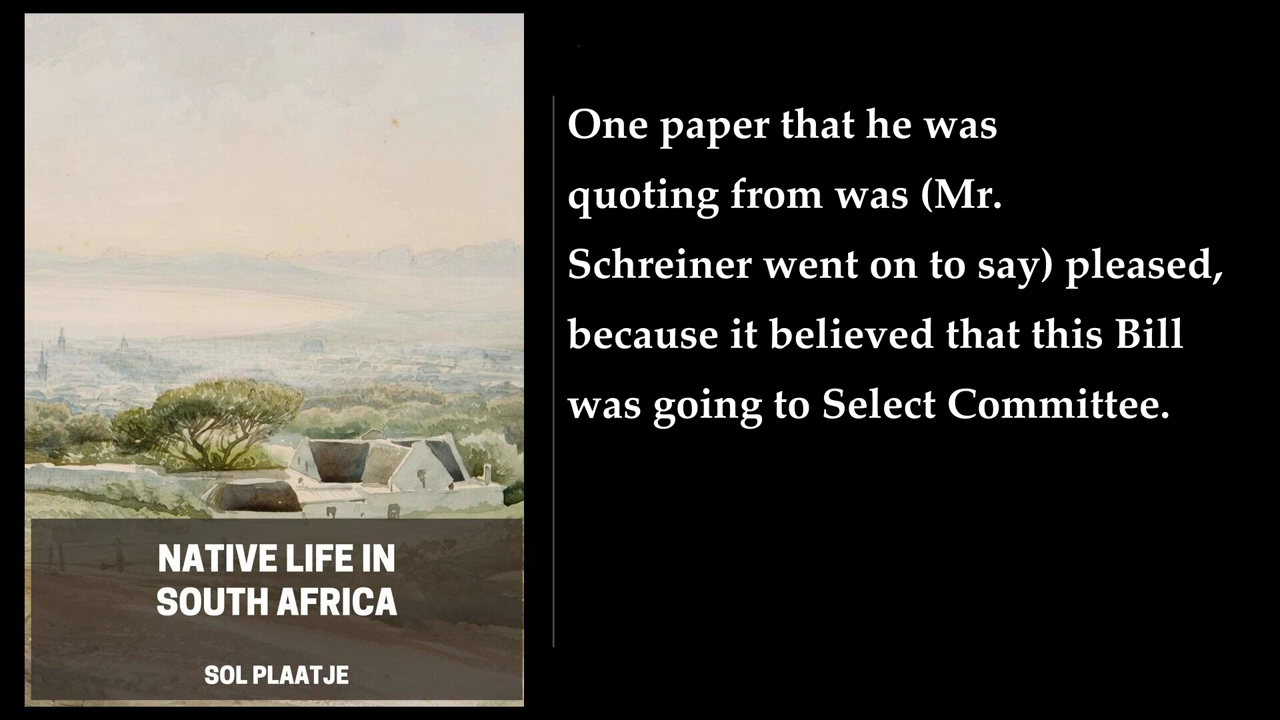 One paper that he was
quoting from was (Mr.
Schreiner went on to say) pleased,
because it believed that this Bill
was going to Select Committee.
NATIVE LIFE IN
SOUTH AFRICA
SOL PLAATJE